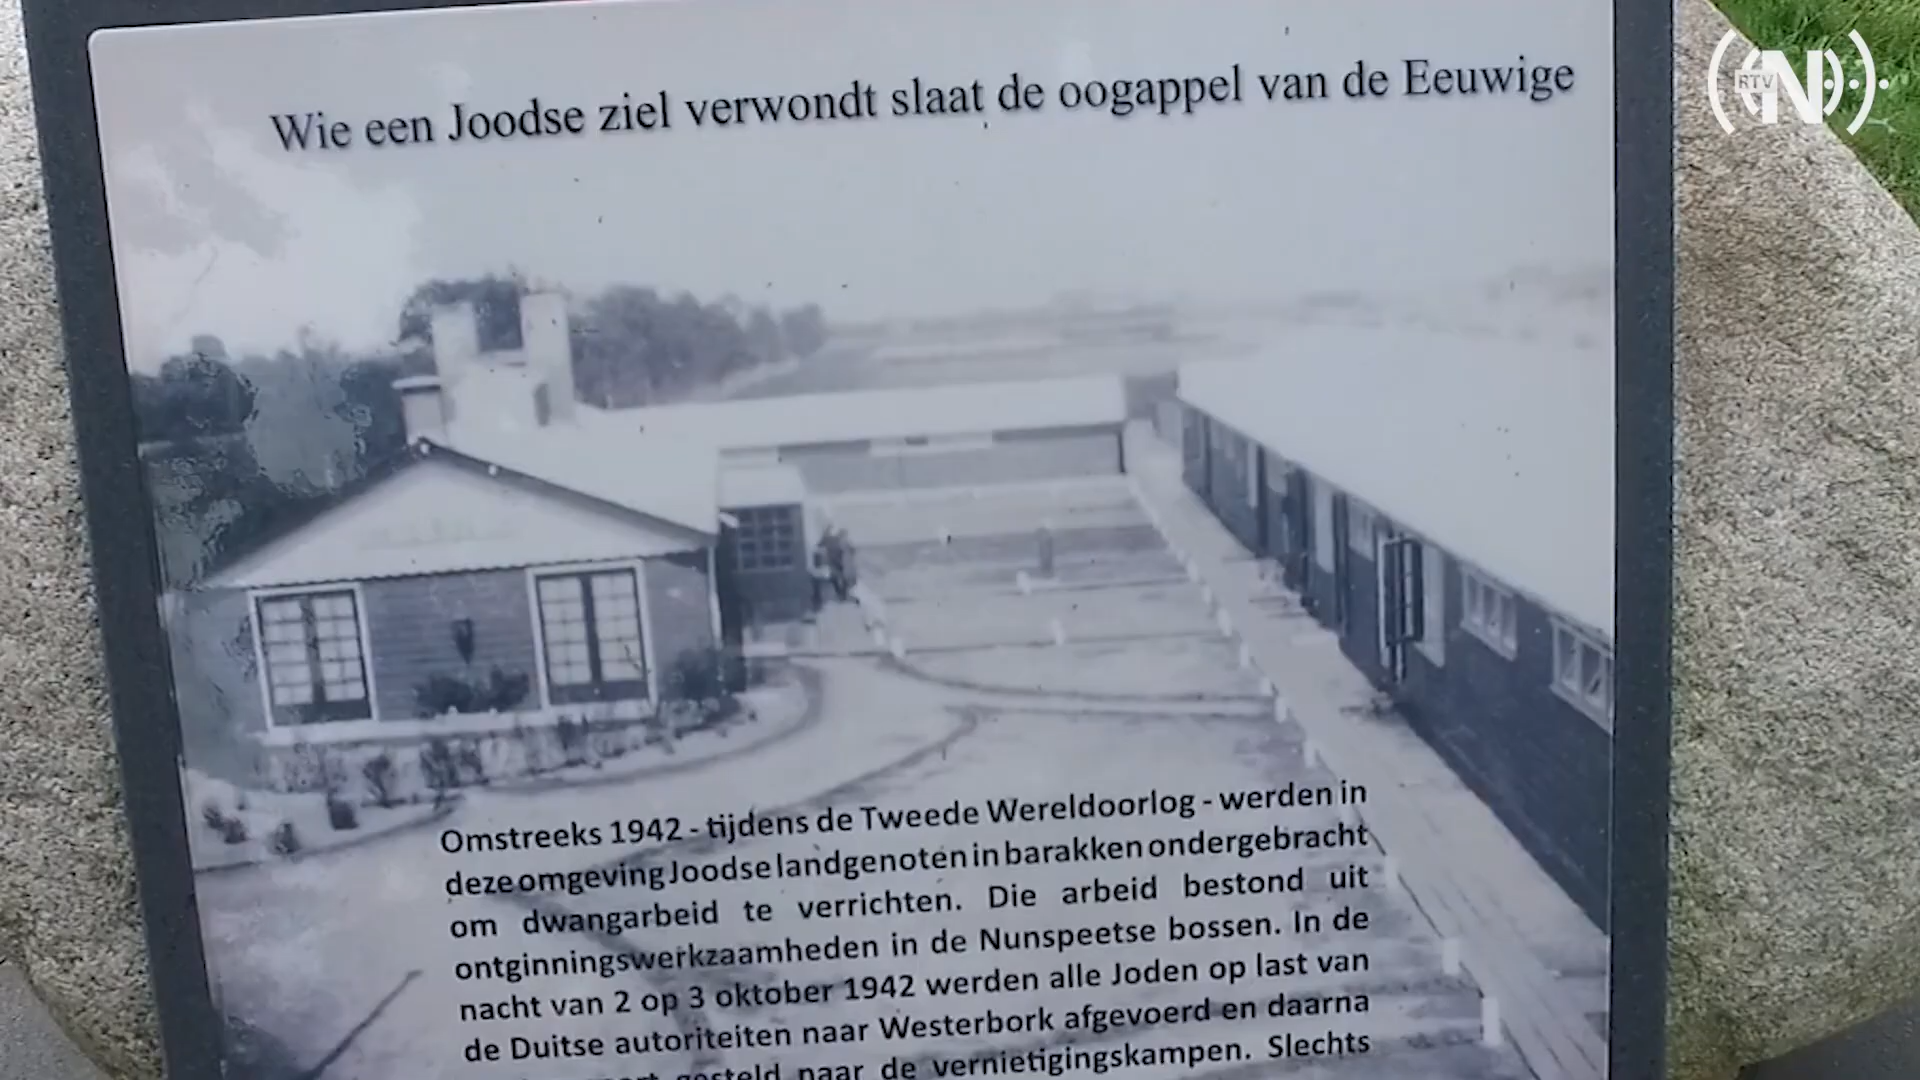 RTV N
Wie een Joodse ziel verwondt slaat de oogappel van de Eeuwige
Omstreeks 1942 - tijdens de Tweede Wereldoorlog - werden in
deze omgeving Joodse landgenoten in barakken ondergebracht
om dwangarbeid te verrichten. Die arbeid bestond uit
ontginningswerkzaamheden in de Nunspeetse bossen. In de
nacht van 2 op 3 oktober 1942 werden alle Joden op last van
de Duitse autoriteiten naar Westerbork afgevoerd en daarna
gesteld naar de vernietigingskampen. Slechts